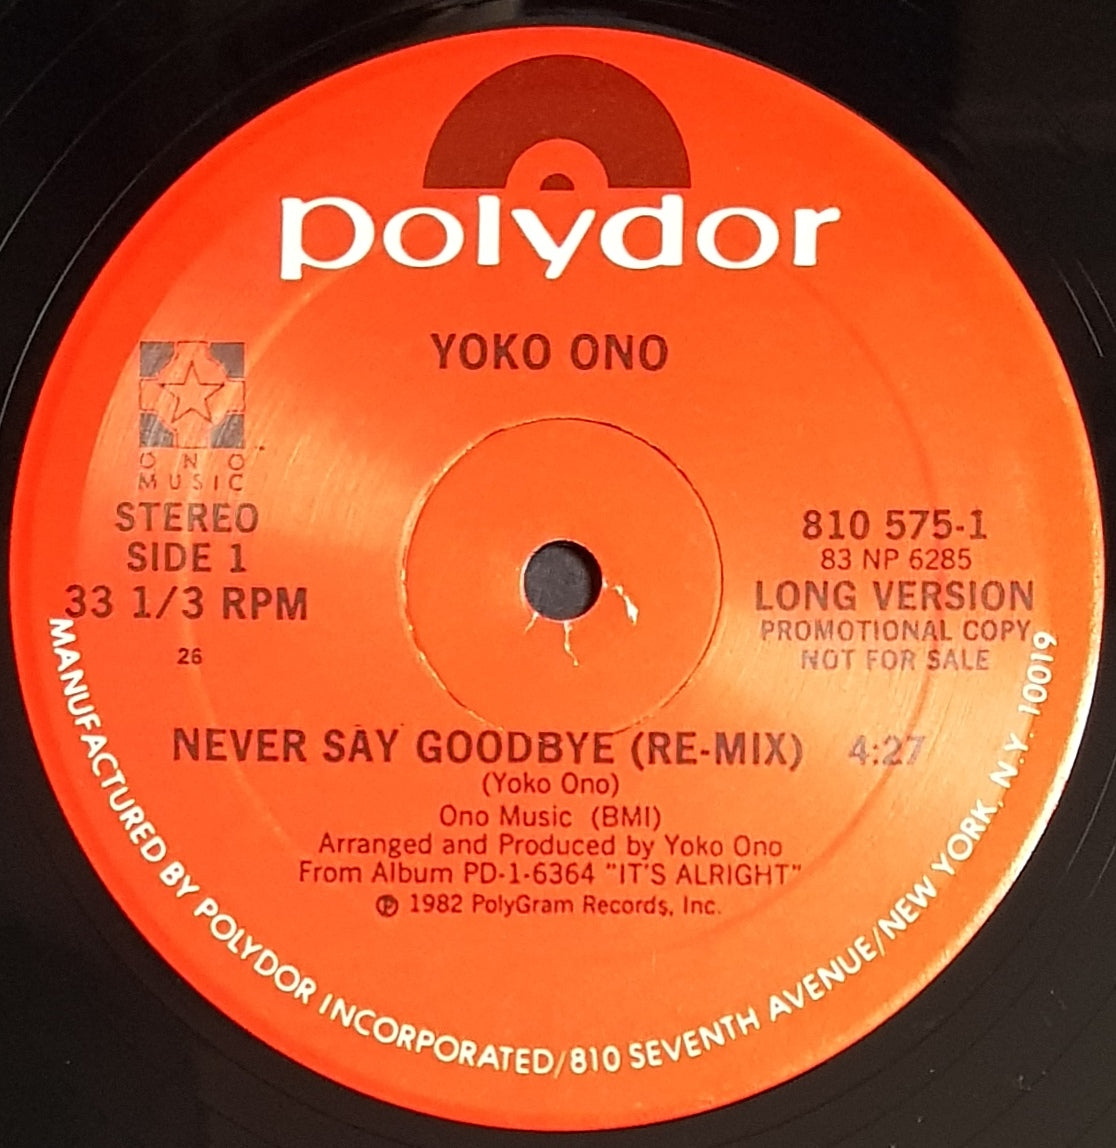 polydor
YOKO ONO
ONO
MUSIC
STEREO
SIDE 1
33 1/3 RPM
26
810 575-1
83 NP 6285
LONG VERSION
PROMOTIONAL COPY
NOT FOR SALE
NEVER SAY GOODBYE (RE-MIX) 4:27
(Yoko Ono)
Ono Music (BMI)
Arranged and Produced by Yoko Ono
From Album PD-1-6364 "IT'S ALRIGHT"
℗ 1982 PolyGram Records, Inc.
MANUFACTURED BY POLYDOR INCORPORATED/810 SEVENTH AVENUE/NEW YORK, N.Y. 10019